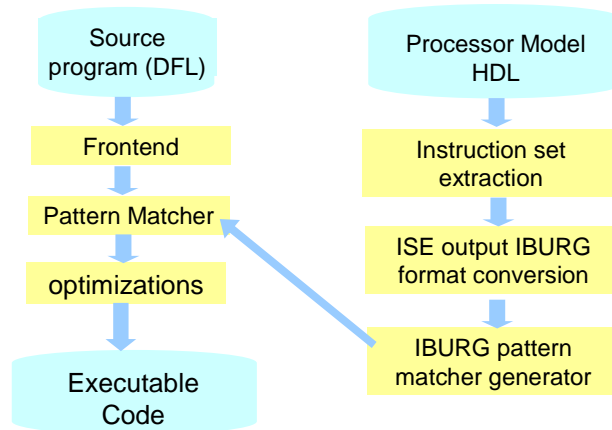 Source
program (DFL)
Frontend
Pattern Matcher
optimizations
Executable
Code
Processor Model
HDL
Instruction set
extraction
ISE output IBURG
format conversion
IBURG pattern
matcher generator